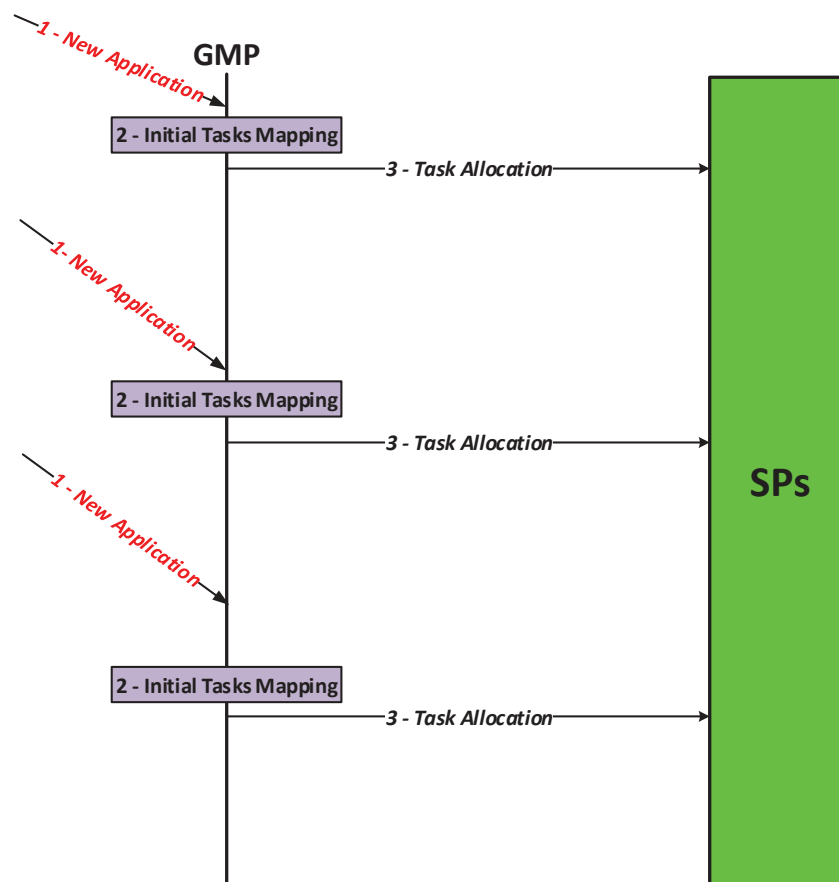 1 - New Application
GMP
2 - Initial Tasks Mapping
3 - Task Allocation
1- New Application
2 - Initial Tasks Mapping
3 - Task Allocation
1 - New Application
SPs
2 - Initial Tasks Mapping
3 - Task Allocation